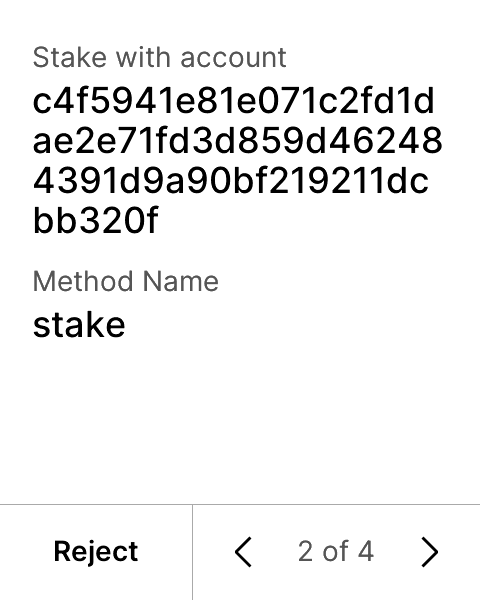 Stake with account
c4f5941e81e071c2fd1d
ae2e71fd3d859d46248
4391d9a90bf219211dc
bb320f
Method Name
stake
Reject
2 of 4